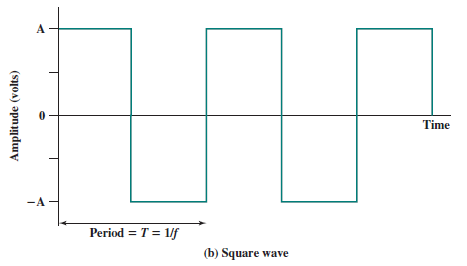 A
Amplitude (volts)
0
Time
−A
Period = T = 1/f
(b) Square wave